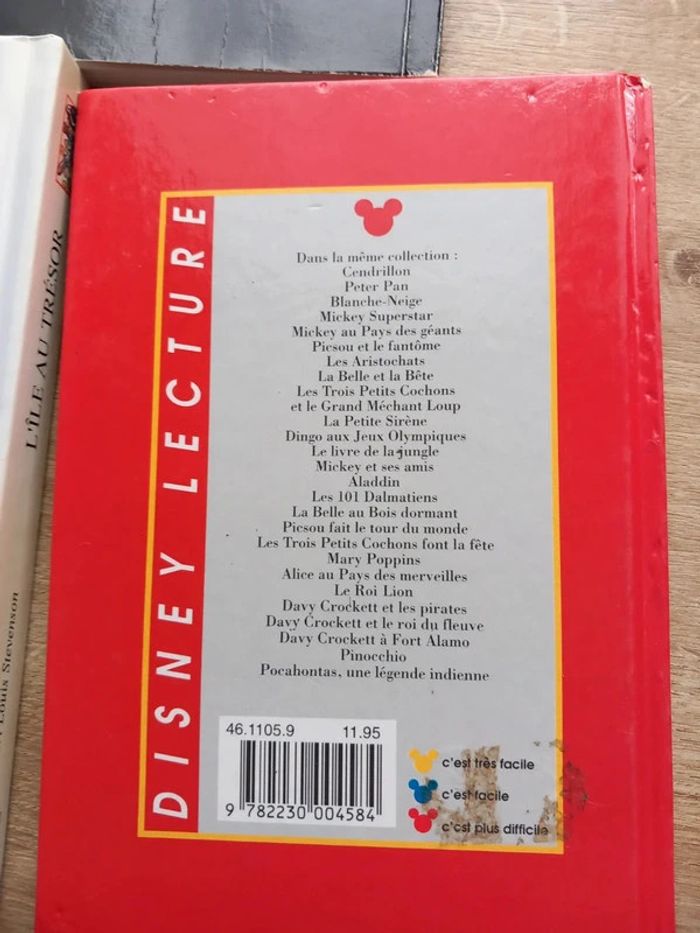 L'ÎLE AU TRÉSOR
Louis Stevenson
DISNEY LECTURE
Dans la même collection :
Cendrillon
Peter Pan
Blanche-Neige
Mickey Superstar
Mickey au Pays des géants
Picsou et le fantôme
Les Aristochats
La Belle et la Bête
Les Trois Petits Cochons
et le Grand Méchant Loup
La Petite Sirène
Dingo aux Jeux Olympiques
Le livre de la jungle
Mickey et ses amis
Aladdin
Les 101 Dalmatiens
La Belle au Bois dormant
Picsou fait le tour du monde
Les Trois Petits Cochons font la fête
Mary Poppins
Alice au Pays des merveilles
Le Roi Lion
Davy Crockett et les pirates
Davy Crockett et le roi du fleuve
Davy Crockett à Fort Alamo
Pinocchio
Pocahontas, une légende indienne
46.1105.9 11.95
9 782230 004584
c'est très facile
c'est facile
c'est plus difficile